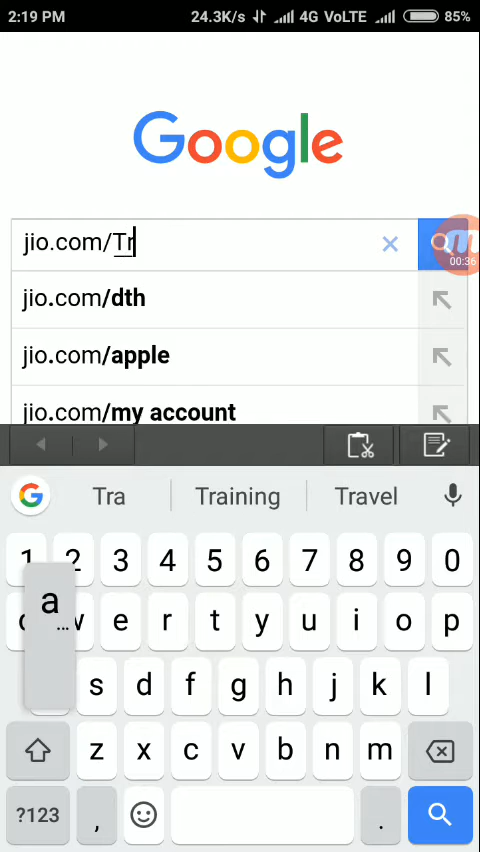 2:19 PM 24.3K/s 4G VoLTE 85%
Google
jio.com/Tr
00:36
jio.com/dth
jio.com/apple
jio.com/my account
G Tra Training Travel
1 2 3 4 5 6 7 8 9 0
w e r t y u i o p
a…
s d f g h j k l
z x c v b n m
?123 , .